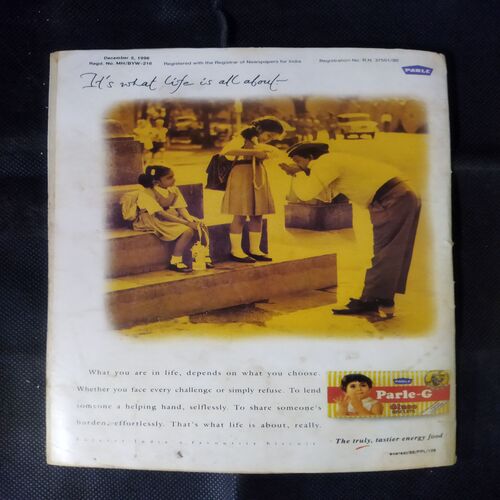 December 5, 1996
Regd. No. MH/BYW-216 Registered with the Registrar of Newspapers for India Registration No. R.N.
PARLE
It's what life is all about
What you are in life, depends on what you choose.
Whether you face every challenge or simply refuse. To lend
someone a helping hand, selflessly. To share someone's
burden, effortlessly. That's what life is about, really.
PARLE
Parle-G
The truly, tastier energy food